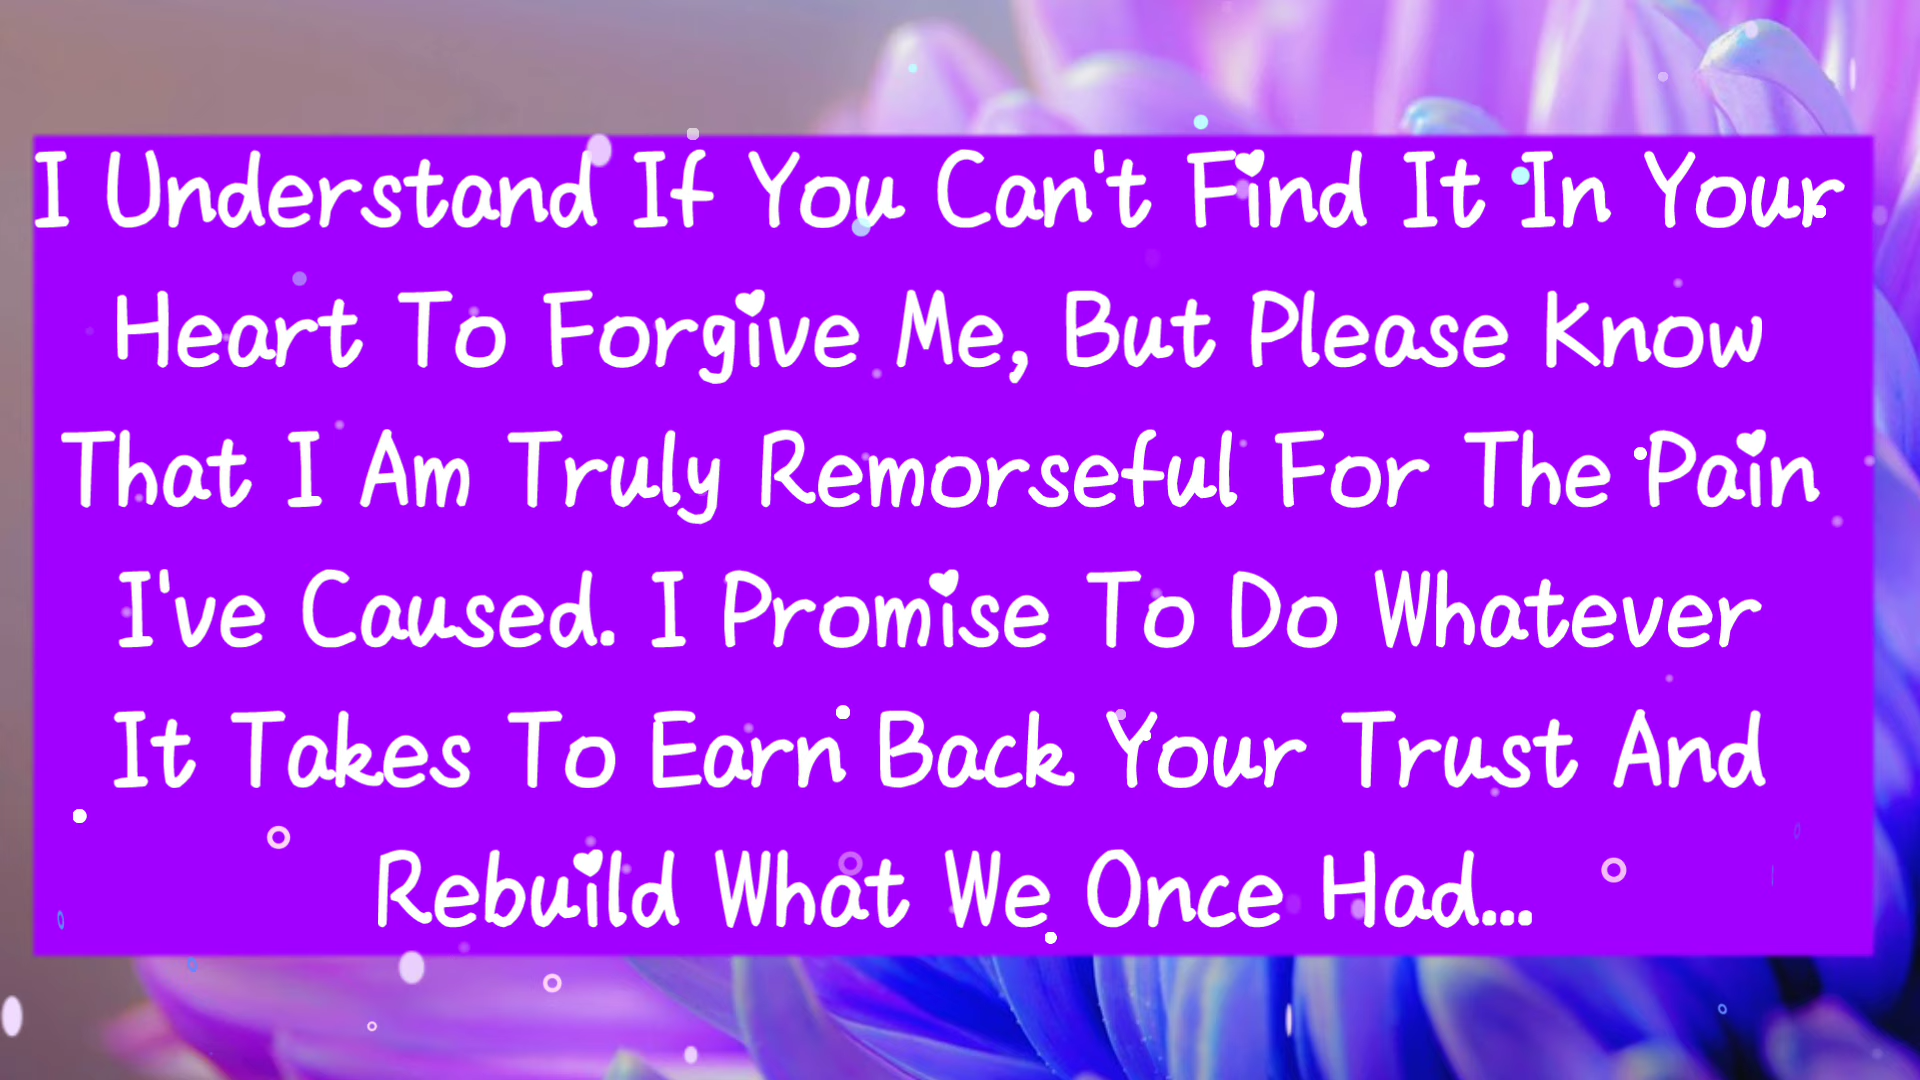 I Understand If You Can't Find It In Your
Heart To Forgive Me, But Please Know
That I Am Truly Remorseful For The Pain
I've Caused. I Promise To Do Whatever
It Takes To Earn Back Your Trust And
Rebuild What We Once Had...